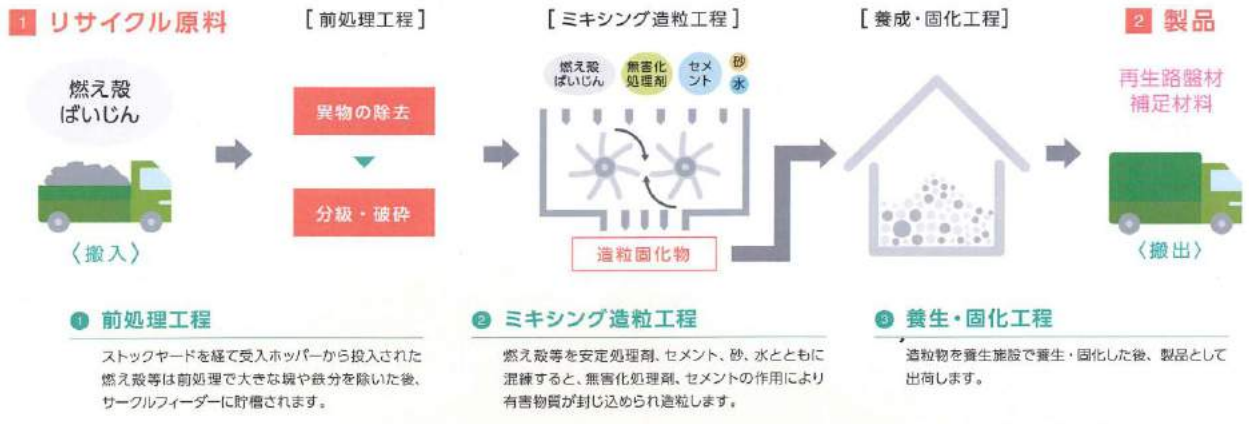 1 リサイクル原料
[前処理工程]
[ミキシング造粒工程]
[養成・固化工程]
2 製品
燃え殻
ばいじん
〈搬入〉
異物の除去
分級・破砕
燃え殻
ばいじん
無害化
処理剤
セメ
ント
砂
水
造粒固化物
再生路盤材
補足材料
〈搬出〉
1 前処理工程
ストックヤードを経て受入ホッパーから投入された
燃え殻等は前処理で大きな塊や鉄分を除いた後、
サークルフィーダーに貯槽されます。
2 ミキシング造粒工程
燃え殻等を安定処理剤、セメント、砂、水とともに
混練すると、無害化処理剤、セメントの作用により
有害物質が封じ込められ造粒します。
3 養生・固化工程
造粒物を養生施設で養生・固化した後、製品として
出荷します。